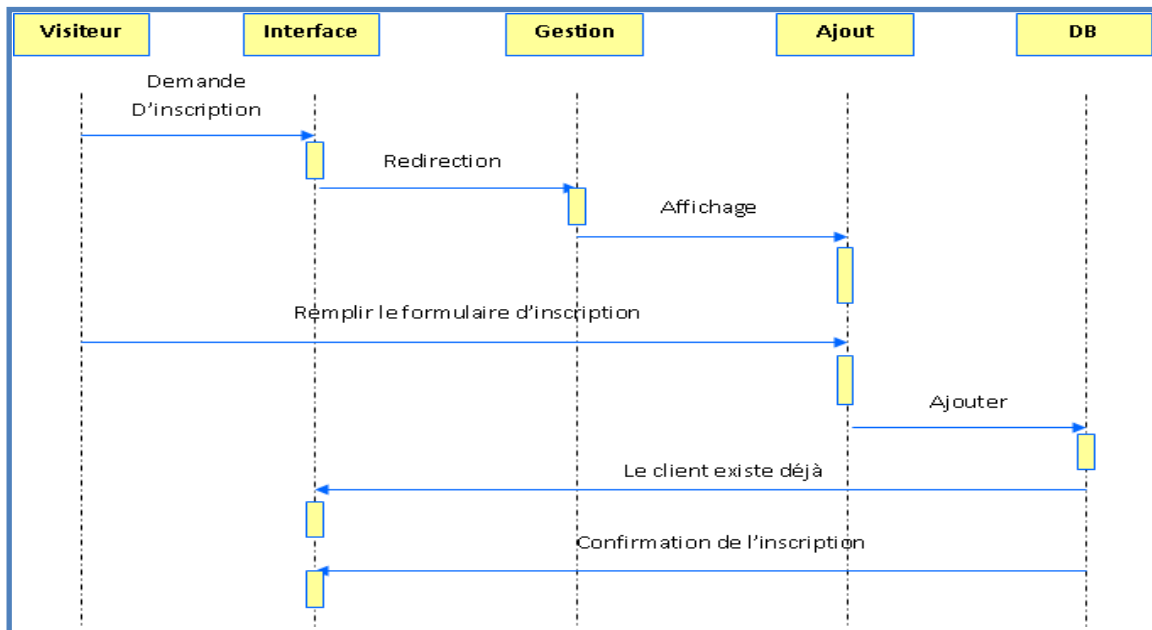 Visiteur
Interface
Gestion
Ajout
DB
Demande
D'inscription
Redirection
Affichage
Remplir le formulaire d'inscription
Ajouter
Le client existe déjà
Confirmation de l'inscription